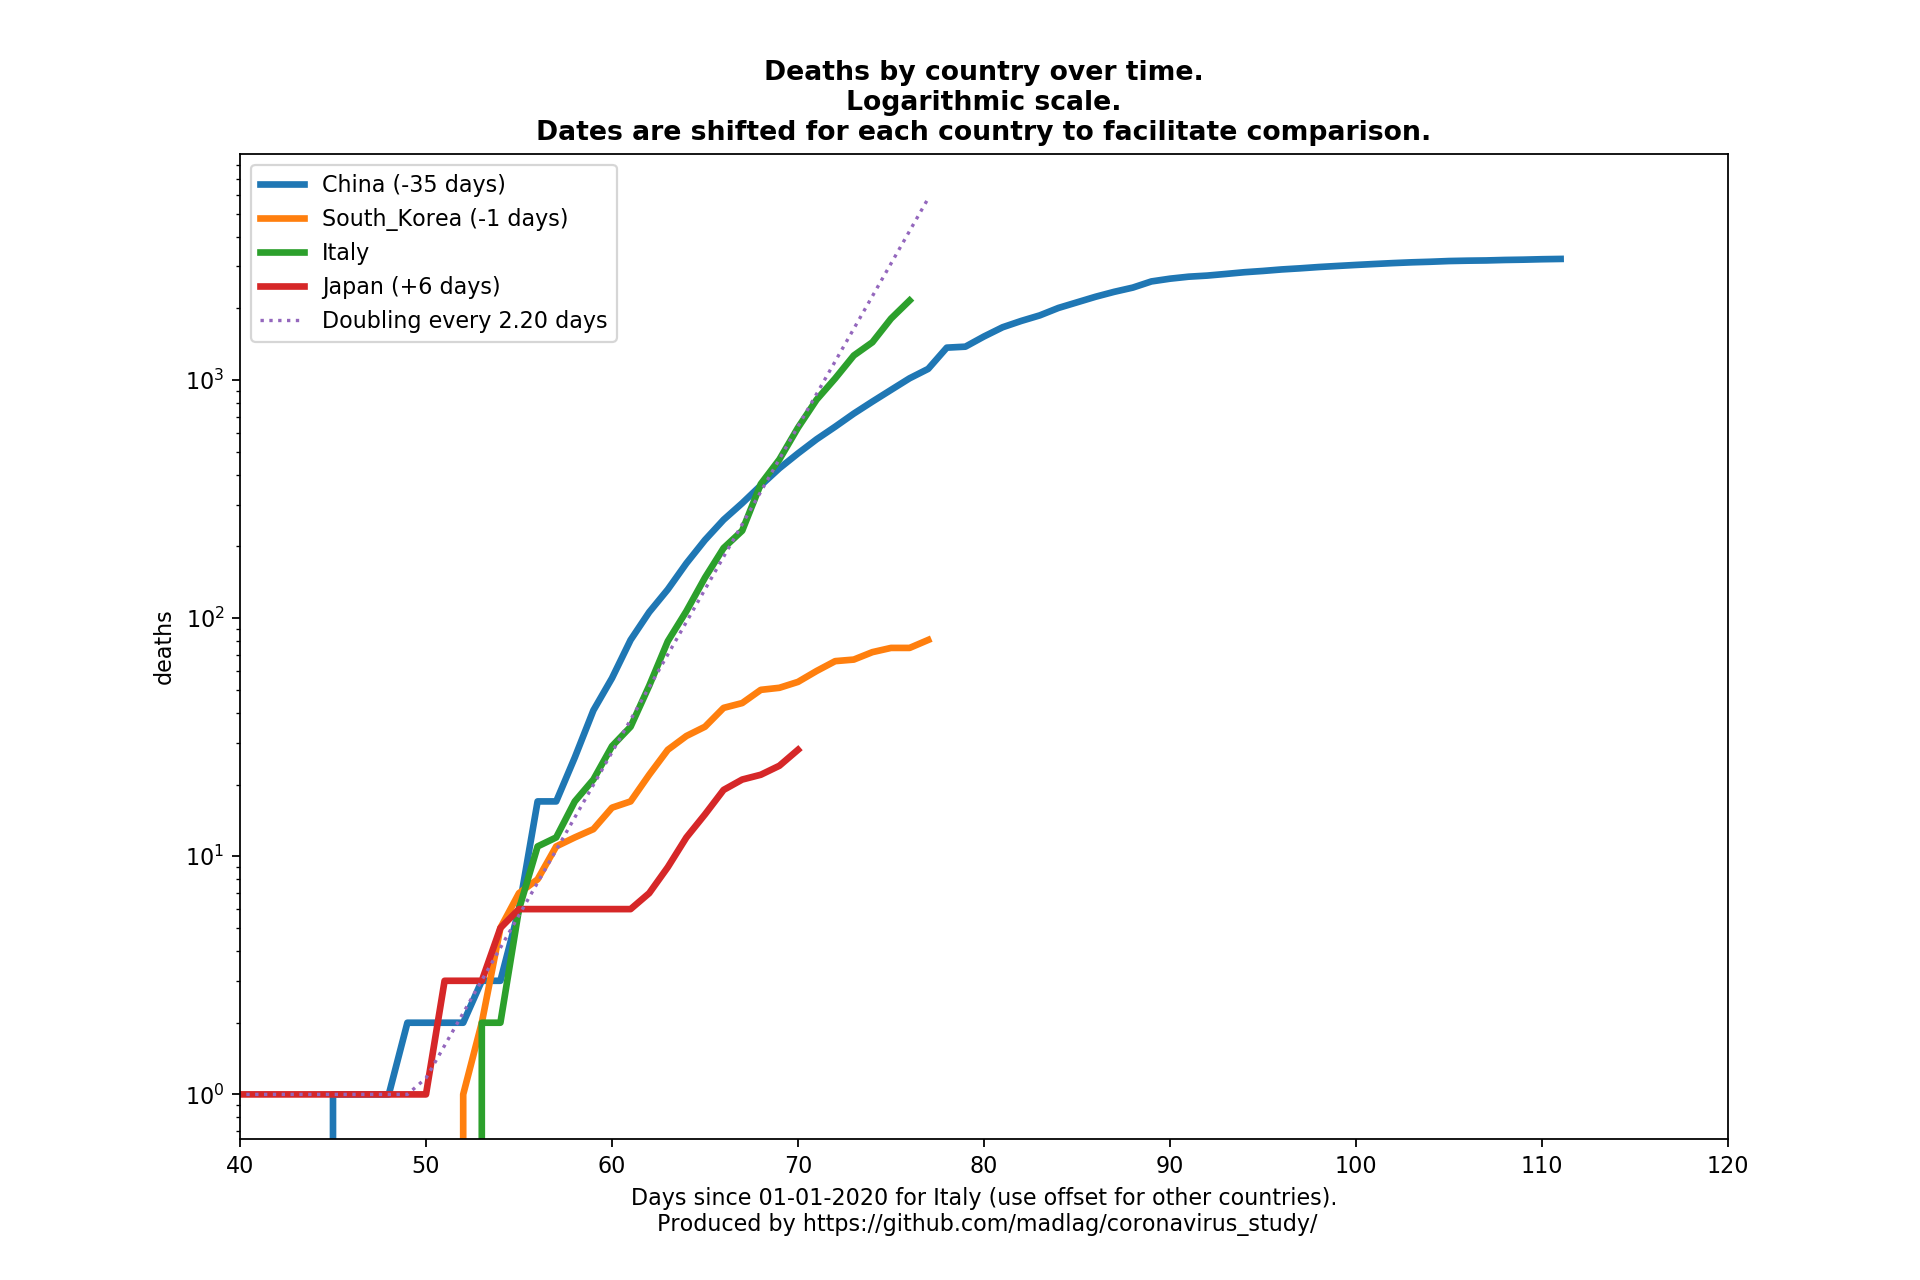 Deaths by country over time.
Logarithmic scale.
Dates are shifted for each country to facilitate comparison.
China (-35 days)
South_Korea (-1 days)
Italy
Japan (+6 days)
Doubling every 2.20 days
deaths
10³
10²
10¹
10⁰
40 50 60 70 80 90 100 110 120
Days since 01-01-2020 for Italy (use offset for other countries).
Produced by https://github.com/madlag/coronavirus_study/